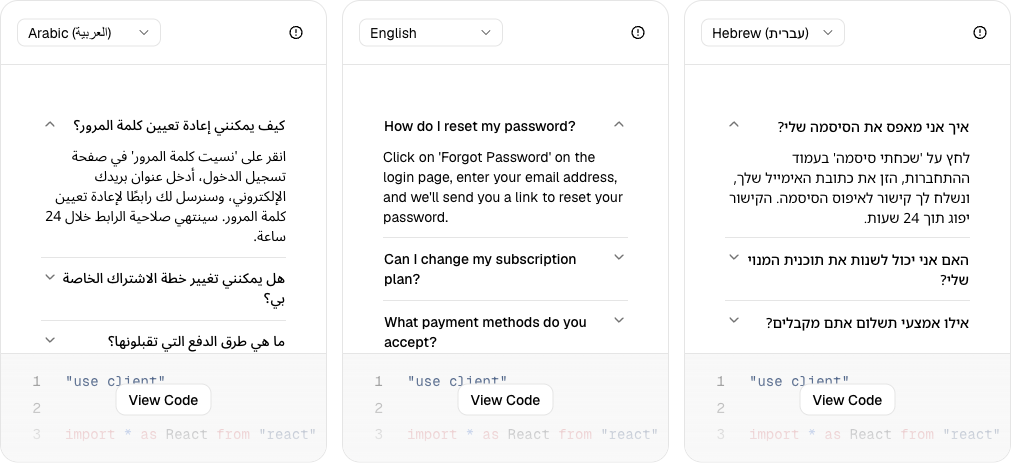 Arabic (العربية)
كيف يمكنني إعادة تعيين كلمة المرور؟
انقر على 'نسيت كلمة المرور' في صفحة
تسجيل الدخول، أدخل عنوان بريدك
الإلكتروني، وسنرسل لك رابطًا لإعادة تعيين
كلمة المرور. سينتهي صلاحية الرابط خلال 24
ساعة.
هل يمكنني تغيير خطة الاشتراك الخاصة
بي؟
ما هي طرق الدفع التي تقبلونها؟
1 "use client"
2
3 import * as React from "react"
View Code
English
How do I reset my password?
Click on 'Forgot Password' on the
login page, enter your email address,
and we'll send you a link to reset your
password.
Can I change my subscription
plan?
What payment methods do you
accept?
1 "use client"
2
3 import * as React from "react"
View Code
Hebrew (עברית)
איך אני מאפס את הסיסמה שלי?
לחץ על 'שכחתי סיסמה' בעמוד
ההתחברות, הזן את כתובת האימייל שלך,
ונשלח לך קישור לאיפוס הסיסמה. הקישור
יפוג תוך 24 שעות.
האם אני יכול לשנות את תוכנית המנוי
שלי?
אילו אמצעי תשלום אתם מקבלים?
1 "use client"
2
3 import * as React from "react"
View Code